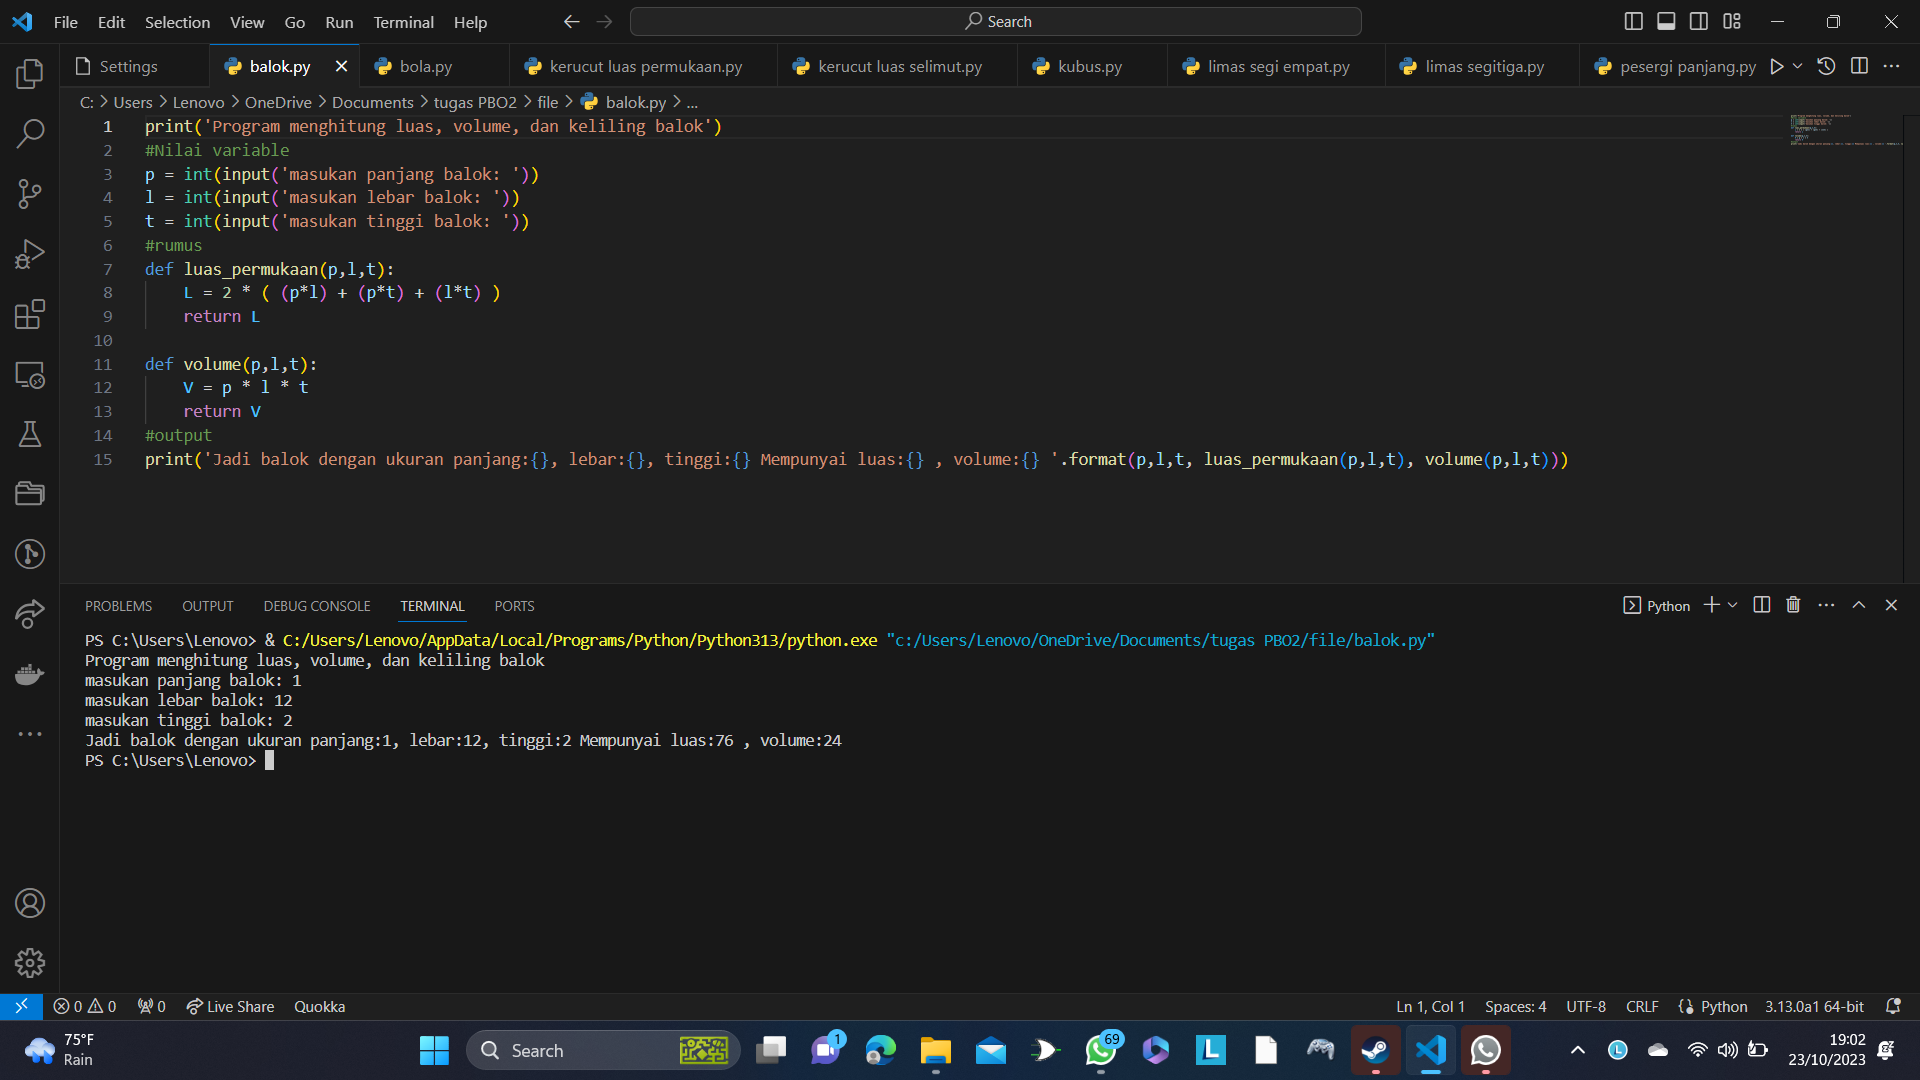 File Edit Selection View Go Run Terminal Help Search
Settings balok.py bola.py kerucut luas permukaan.py kerucut luas selimut.py kubus.py limas segi empat.py limas segitiga.py pesergi panjang.py
C: > Users > Lenovo > OneDrive > Documents > tugas PBO2 > file > balok.py > ...
1 print('Program menghitung luas, volume, dan keliling balok')
2 #Nilai variable
3 p = int(input('masukan panjang balok: '))
4 l = int(input('masukan lebar balok: '))
5 t = int(input('masukan tinggi balok: '))
6 #rumus
7 def luas_permukaan(p,l,t):
8     L = 2 * ( (p*l) + (p*t) + (l*t) )
9     return L
10
11 def volume(p,l,t):
12     V = p * l * t
13     return V
14 #output
15 print('Jadi balok dengan ukuran panjang:{}, lebar:{}, tinggi:{} Mempunyai luas:{} , volume:{} '.format(p,l,t, luas_permukaan(p,l,t), volume(p,l,t)))
PROBLEMS OUTPUT DEBUG CONSOLE TERMINAL PORTS Python
PS C:\Users\Lenovo> & C:/Users/Lenovo/AppData/Local/Programs/Python/Python313/python.exe "c:/Users/Lenovo/OneDrive/Documents/tugas PBO2/file/balok.py"
Program menghitung luas, volume, dan keliling balok
masukan panjang balok: 1
masukan lebar balok: 12
masukan tinggi balok: 2
Jadi balok dengan ukuran panjang:1, lebar:12, tinggi:2 Mempunyai luas:76 , volume:24
PS C:\Users\Lenovo>
0 0 0 Live Share Quokka Ln 1, Col 1 Spaces: 4 UTF-8 CRLF Python 3.13.0a1 64-bit
75°F
Rain
Search
1
69
L
L
19:02
23/10/2023